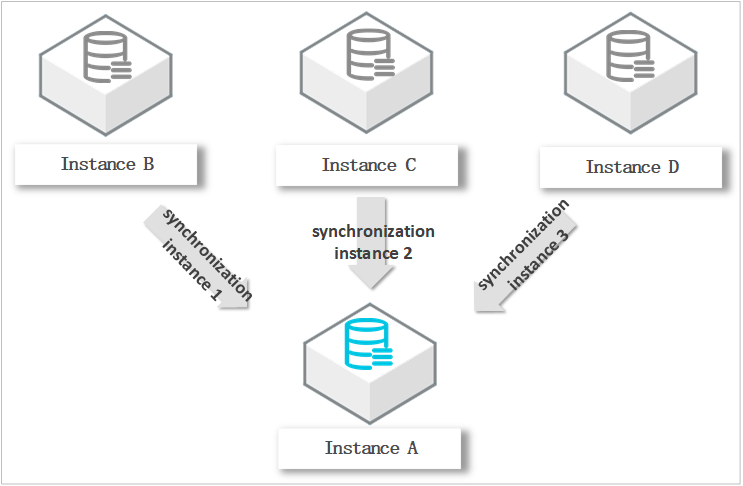 Instance B
Instance C
Instance D
synchronization
instance 1
synchronization
instance 2
synchronization
instance 3
Instance A